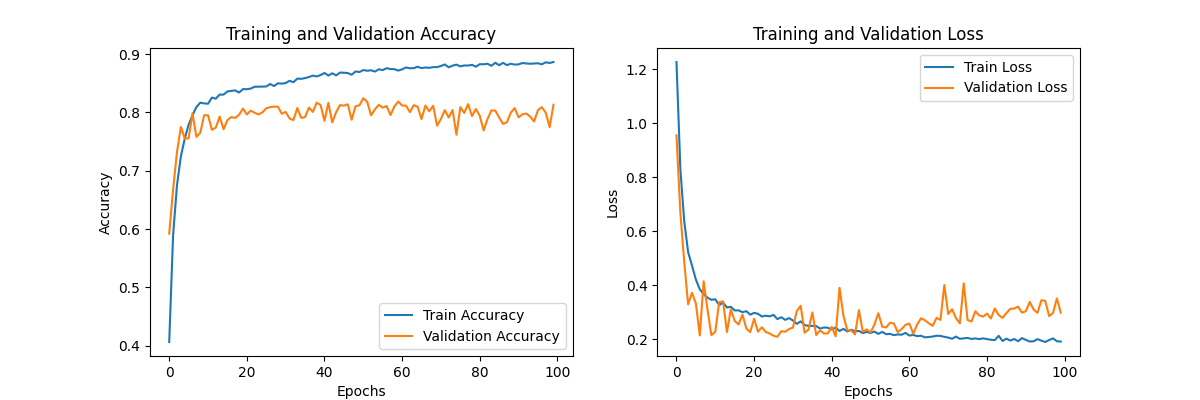 Training and Validation Accuracy
0.9
0.8
0.7
0.6
0.5
0.4
Accuracy
Train Accuracy
Validation Accuracy
0 20 40 60 80 100
Epochs
Training and Validation Loss
1.2
1.0
0.8
0.6
0.4
0.2
Loss
Train Loss
Validation Loss
0 20 40 60 80 100
Epochs